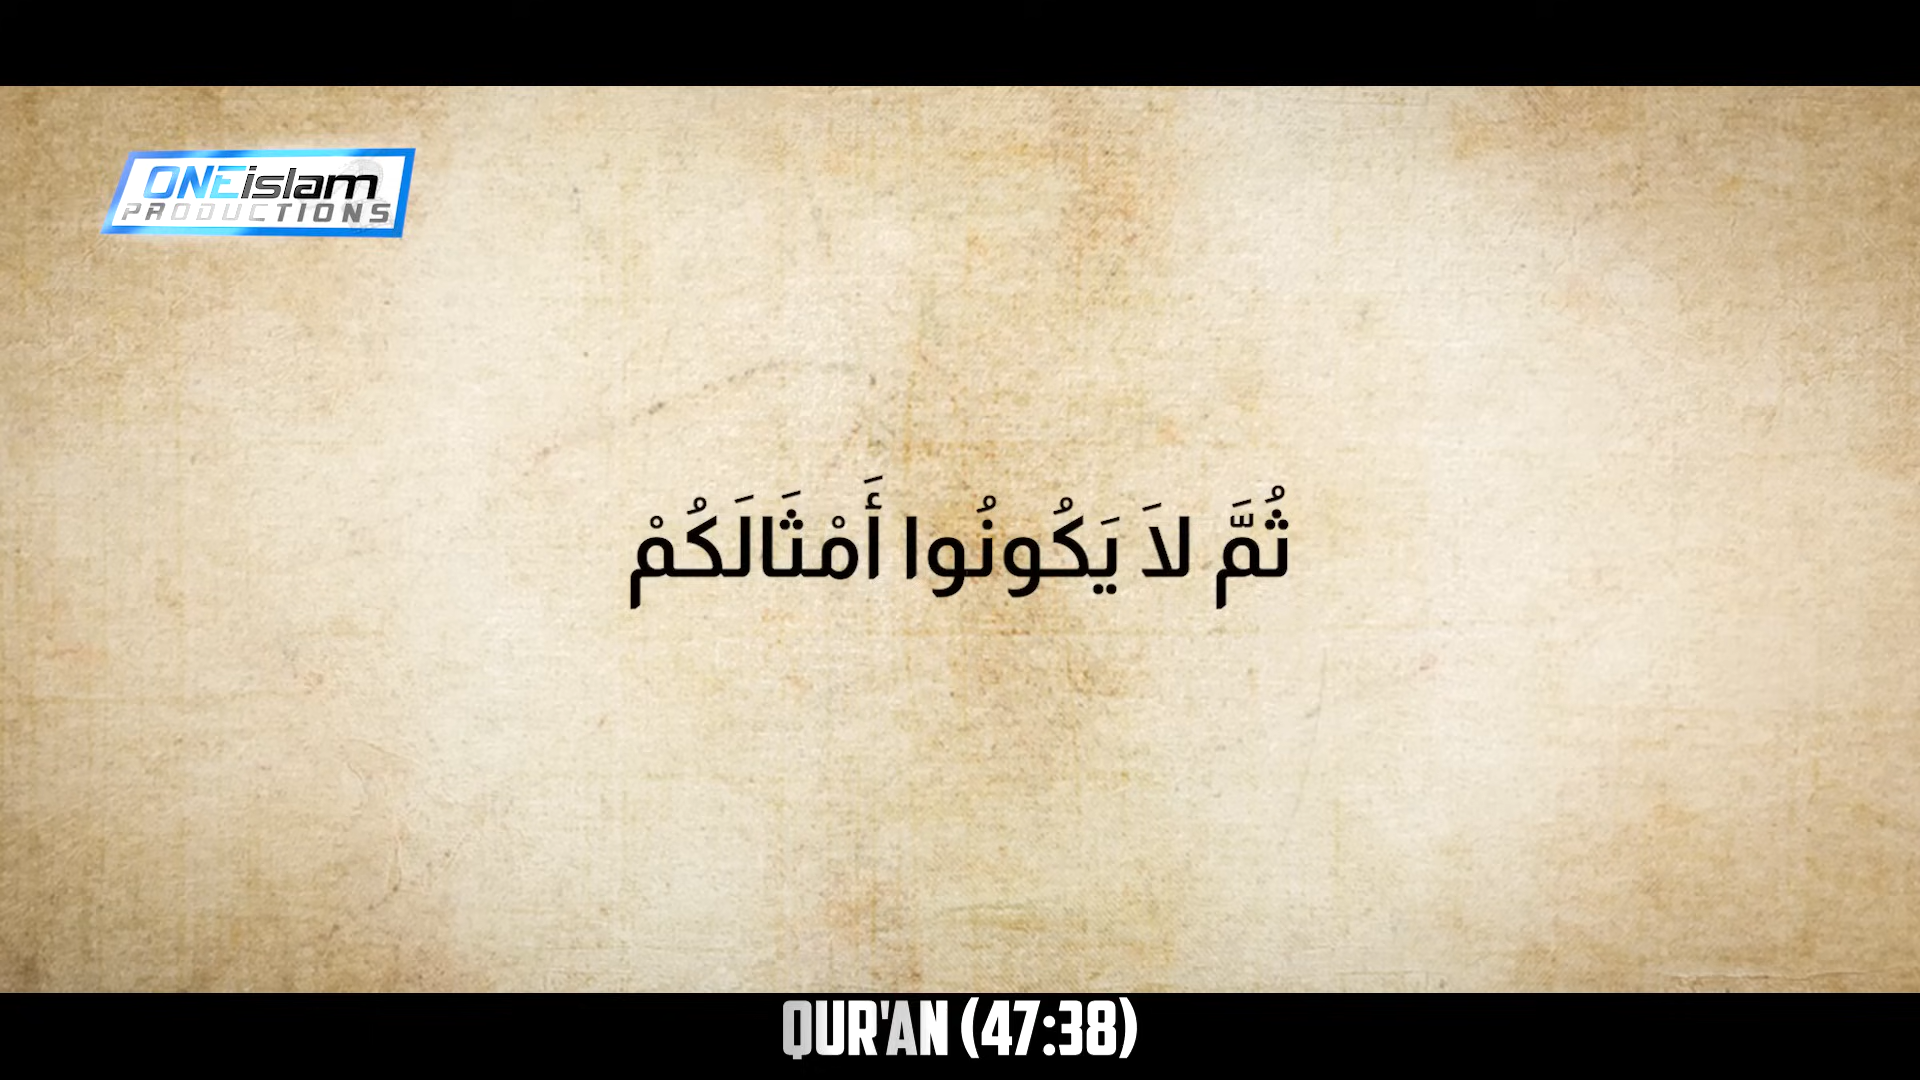 ONEislam
PRODUCTIONS
ثُمَّ لاَ يَكُونُوا أَمْثَالَكُمْ
QUR'AN (47:38)